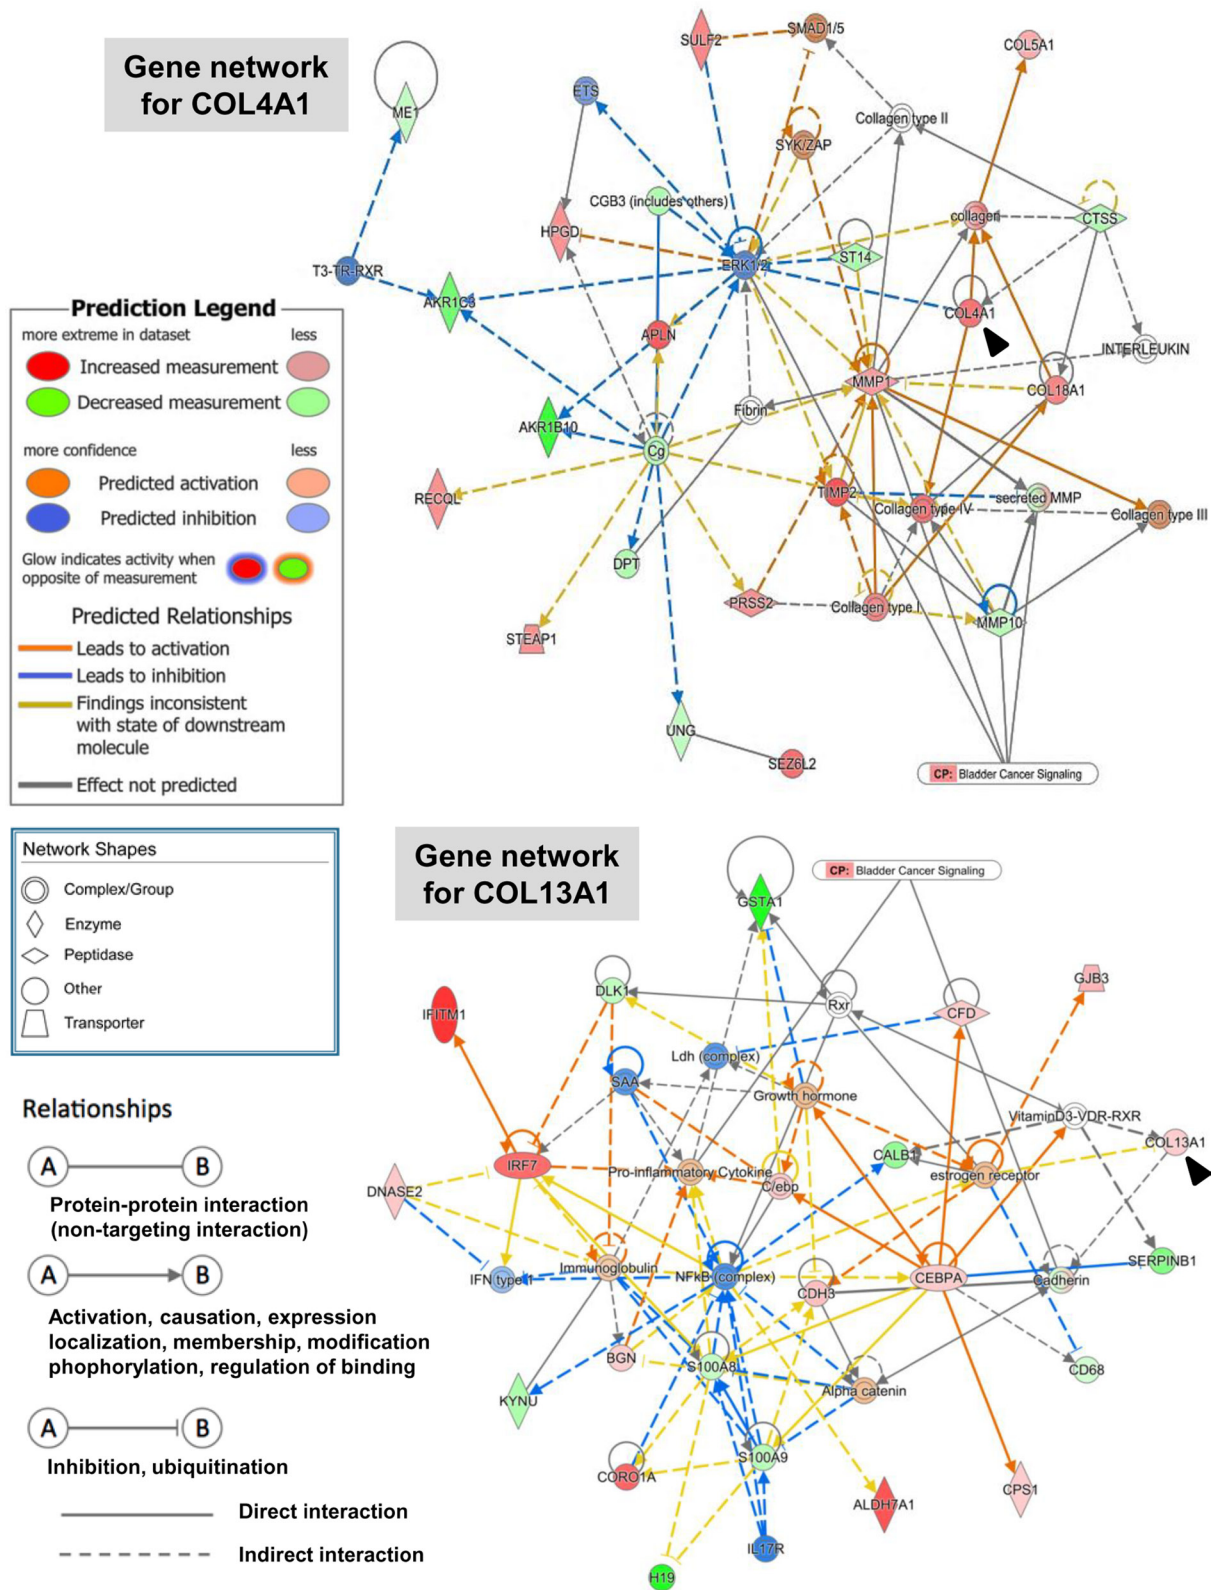 Gene network
for COL4A1
SULF2
SMAD1/5
COL5A1
ETS
ME1
Collagen type II
SYK/ZAP
CGB3 (includes others)
collagen
CTSS
HPGD
ERK1/2
ST14
T3-TR-RXR
AKR1C3
COL4A1
APLN
INTERLEUKIN
MMP1
COL18A1
Fibrin
AKR1B10
Cg
RECQL
TIMP2
secreted MMP
Collagen type IV
Collagen type III
DPT
PRSS2
Collagen type I
MMP10
STEAP1
UNG
SEZ6L2
CP: Bladder Cancer Signaling
Prediction Legend
more extreme in dataset
less
Increased measurement
Decreased measurement
more confidence
less
Predicted activation
Predicted inhibition
Glow indicates activity when
opposite of measurement
Predicted Relationships
Leads to activation
Leads to inhibition
Findings inconsistent
with state of downstream
molecule
Effect not predicted
Network Shapes
Complex/Group
Enzyme
Peptidase
Other
Transporter
Relationships
A
B
Protein-protein interaction
(non-targeting interaction)
A
B
Activation, causation, expression
localization, membership, modification
phophorylation, regulation of binding
A
B
Inhibition, ubiquitination
Direct interaction
Indirect interaction
Gene network
for COL13A1
CP: Bladder Cancer Signaling
GSTA1
GJB3
DLK1
IFITM1
Rxr
CFD
Ldh (complex)
SAA
Growth hormone
VitaminD3-VDR-RXR
COL13A1
CALB1
IRF7
Pro-inflammatory Cytokine
C/ebp
estrogen receptor
DNASE2
SERPINB1
IFN type 1
Immunoglobulin
NFkB (complex)
CEBPA
Cadherin
CDH3
BGN
S100A8
CD68
KYNU
Alpha catenin
S100A9
CORO1A
CPS1
ALDH7A1
IL17R
H19